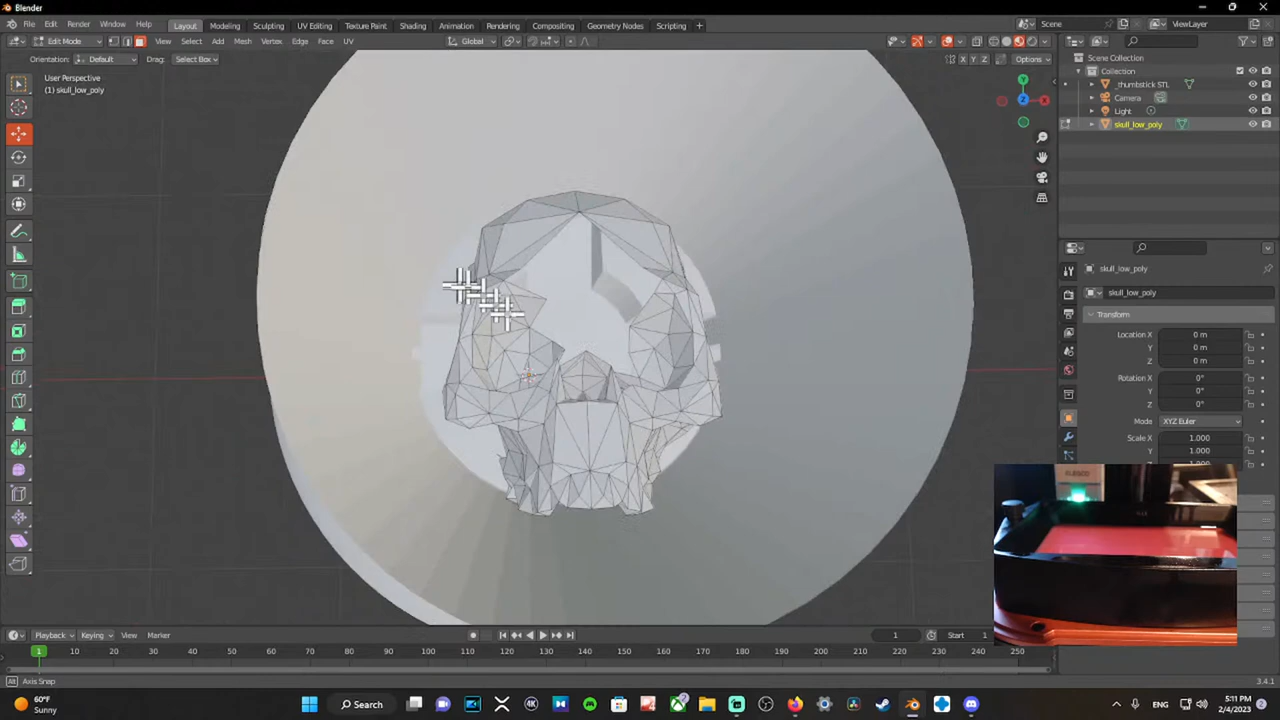 Blender
File Edit Render Window Help Layout Modeling Sculpting UV Editing Texture Paint Shading Animation Rendering Compositing Geometry Nodes Scripting + Scene ViewLayer
Edit Mode View Select Add Mesh Vertex Edge Face UV Global
Orientation: Default Drag: Select Box X Y Z Options
User Perspective
(1) skull_low_poly
Y
Z X
Scene Collection
Collection
_thumbstick STL
Camera
Light
skull_low_poly
skull_low_poly
skull_low_poly
Transform
Location X 0 m
Y 0 m
Z 0 m
Rotation X 0°
Y 0°
Z 0°
Mode XYZ Euler
Scale X 1.000
Y 1.000
Playback Keying View Marker 1 Start 1
1 10 20 30 40 50 60 70 80 90 100 110 120 130 140 150 160 170 180 190 200 210 220 230 240 250
Alt Axis Snap 3.4.1
60°F
Sunny
Search
ENG
5:11 PM
2/4/2023